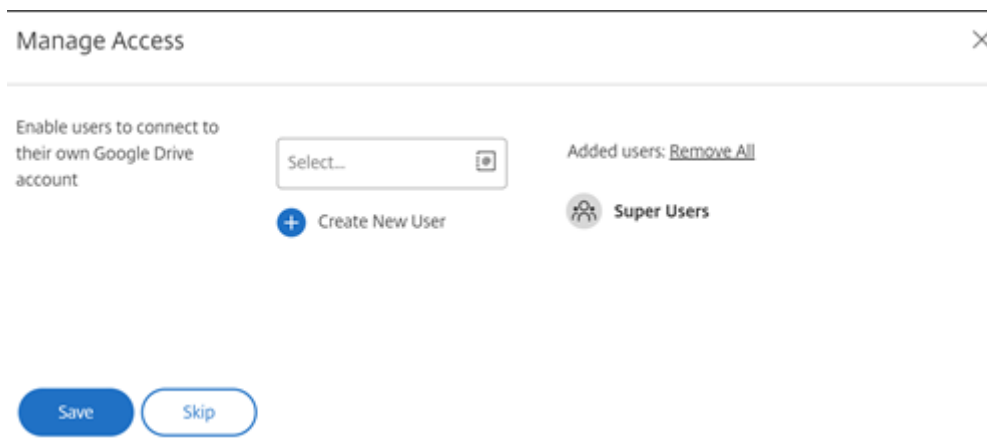 Manage Access
Enable users to connect to
their own Google Drive
account
Select...
Create New User
Added users: Remove All
Super Users
Save
Skip